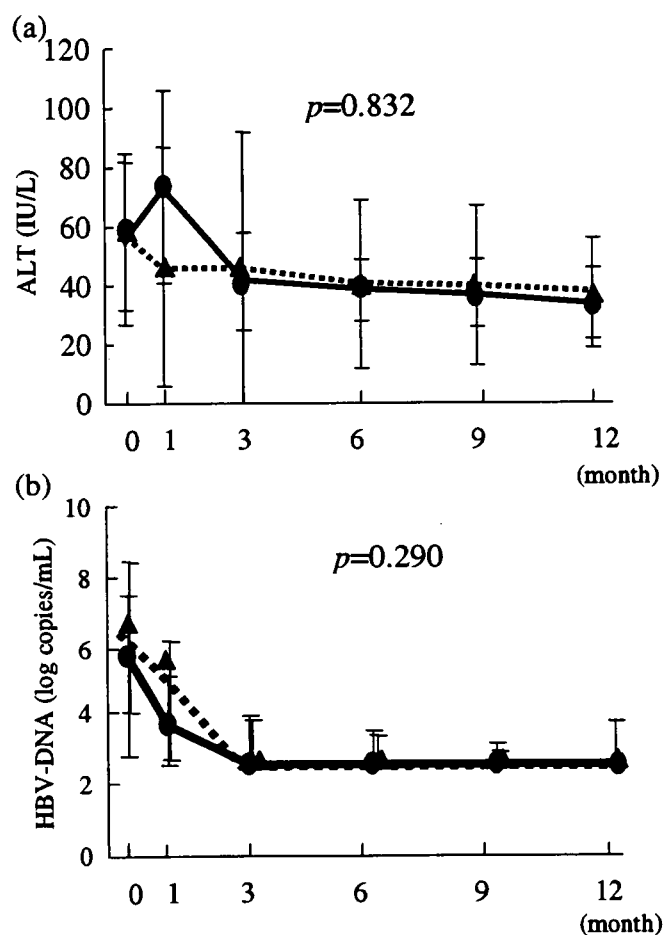 (a)
120
100
80
60
40
20
0
ALT (IU/L)
p=0.832
0 1 3 6 9 12
(month)
(b)
10
8
6
4
2
0
HBV-DNA (log copies/mL)
p=0.290
0 1 3 6 9 12
(month)